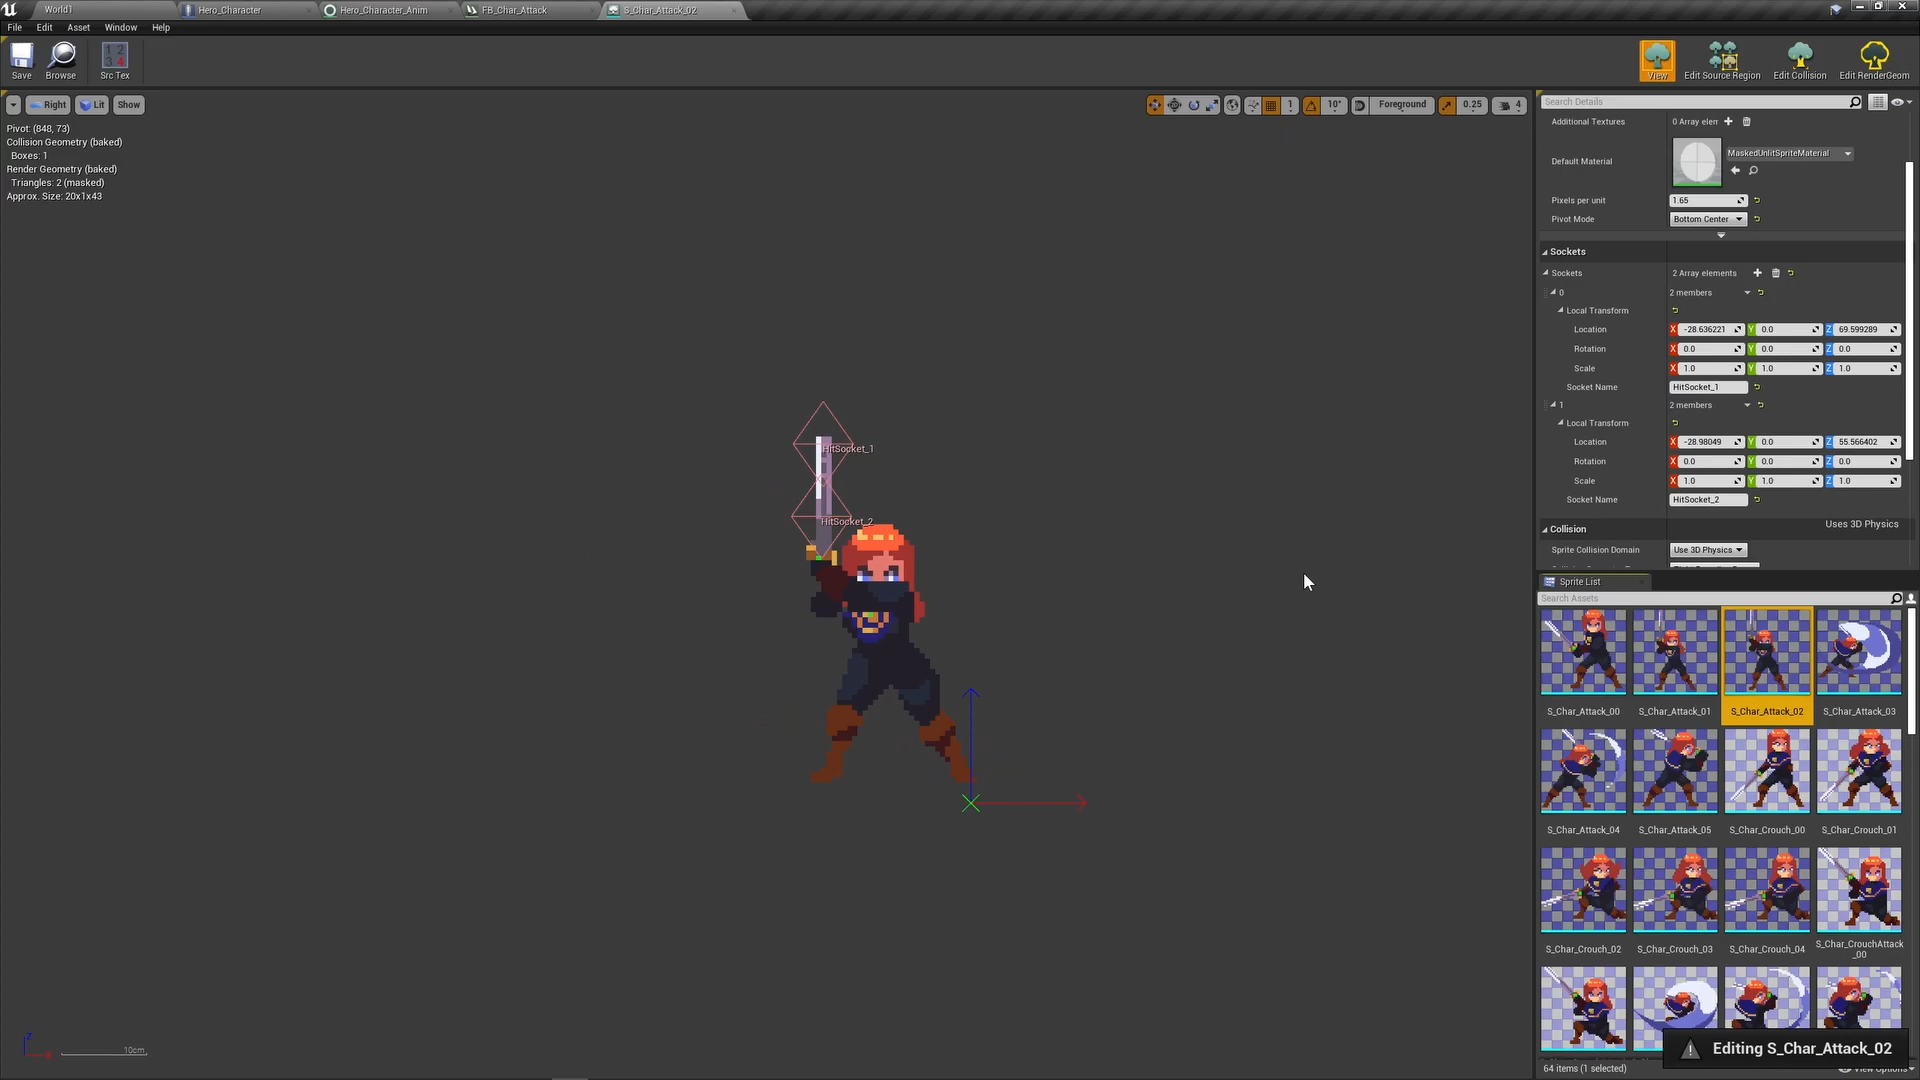 World1
Hero_Character
Hero_Character_Anim
FB_Char_Attack
S_Char_Attack_02
File Edit Asset Window Help
Save Browse Src Tex
View Edit Source Region Edit Collision Edit RenderGeom
Right Lit Show
1 10° Foreground 0.25 4
Pivot: (848, 73)
Collision Geometry (baked)
Boxes: 1
Render Geometry (baked)
Triangles: 2 (masked)
Approx. Size: 20x1x43
HitSocket_1
HitSocket_2
Z
10cm
Search Details
Additional Textures 0 Array elem
Default Material MaskedUnlitSpriteMaterial
Pixels per unit 1.65
Pivot Mode Bottom Center
Sockets
Sockets 2 Array elements
0 2 members
Local Transform
Location X -28.636221 Y 0.0 Z 69.599289
Rotation X 0.0 Y 0.0 Z 0.0
Scale X 1.0 Y 1.0 Z 1.0
Socket Name HitSocket_1
1 2 members
Local Transform
Location X -28.98049 Y 0.0 Z 55.566402
Rotation X 0.0 Y 0.0 Z 0.0
Scale X 1.0 Y 1.0 Z 1.0
Socket Name HitSocket_2
Collision Uses 3D Physics
Sprite Collision Domain Use 3D Physics
Sprite List
Search Assets
S_Char_Attack_00 S_Char_Attack_01 S_Char_Attack_02 S_Char_Attack_03
S_Char_Attack_04 S_Char_Attack_05 S_Char_Crouch_00 S_Char_Crouch_01
S_Char_Crouch_02 S_Char_Crouch_03 S_Char_Crouch_04 S_Char_CrouchAttack
_00
Editing S_Char_Attack_02
64 items (1 selected)
View Options